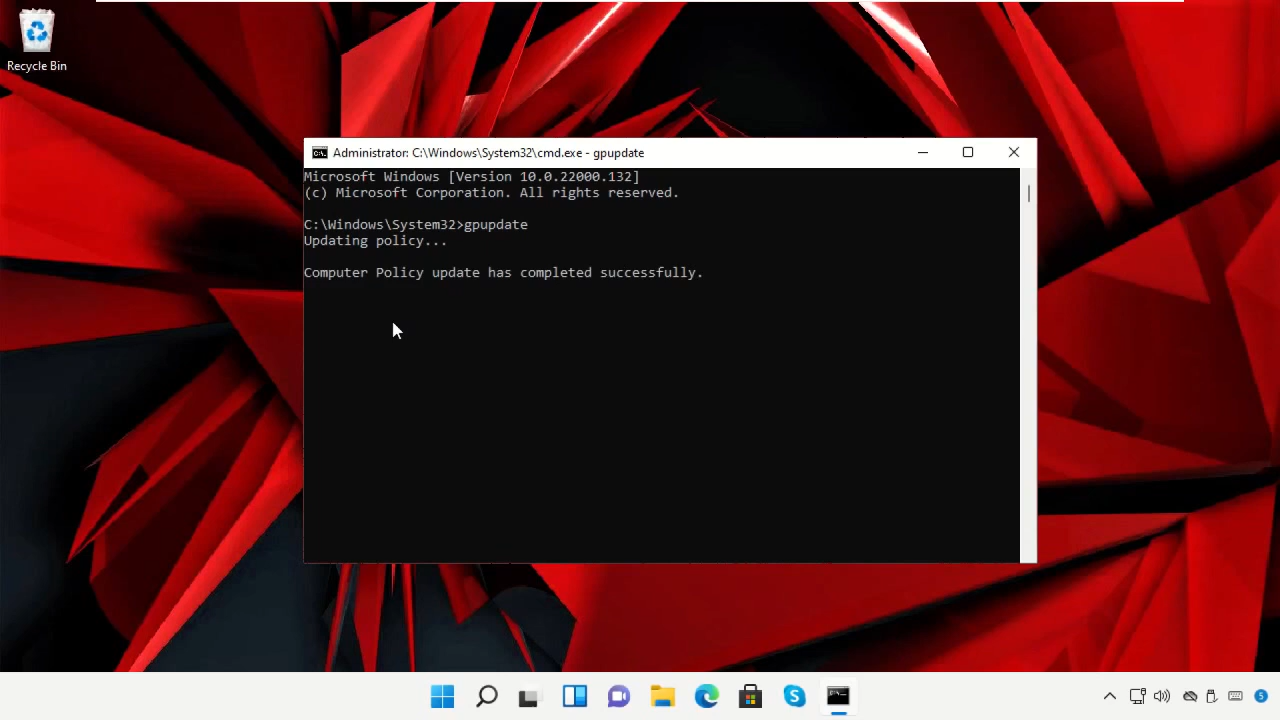 Recycle Bin
Administrator: C:\Windows\System32\cmd.exe - gpupdate
Microsoft Windows [Version 10.0.22000.132]
(c) Microsoft Corporation. All rights reserved.
C:\Windows\System32>gpupdate
Updating policy...
Computer Policy update has completed successfully.
S
5